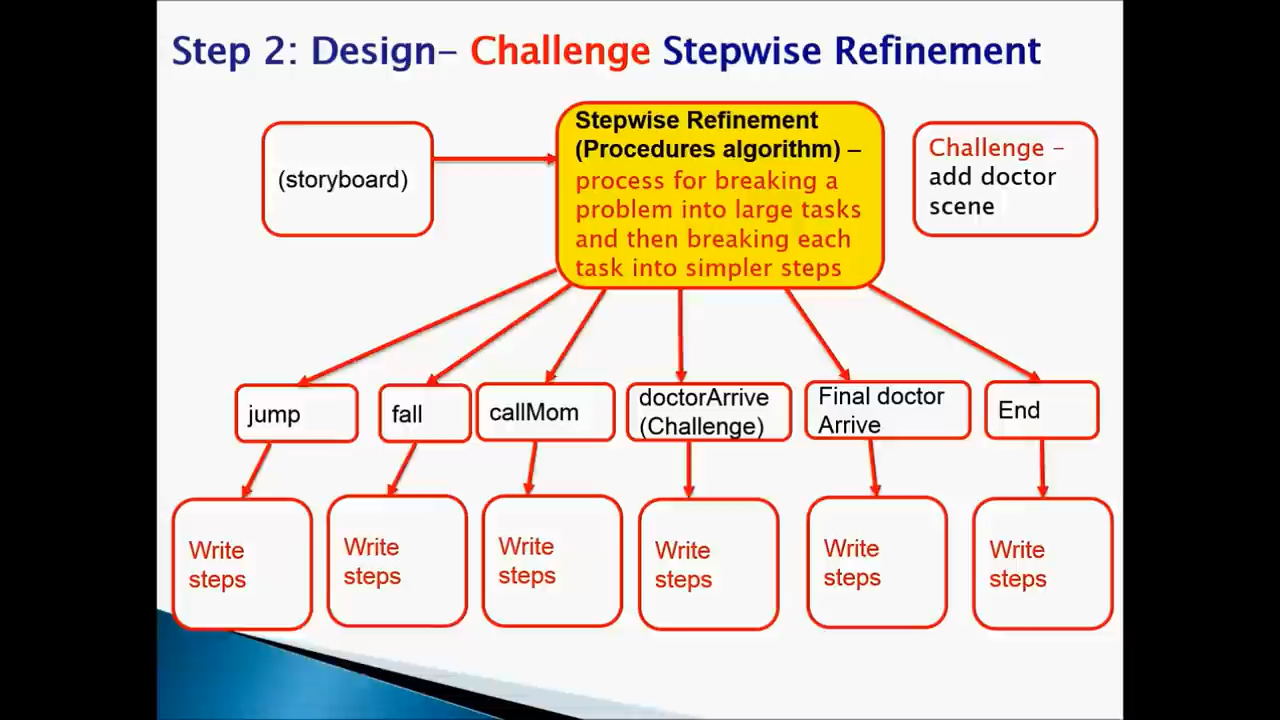 Step 2: Design- Challenge Stepwise Refinement
(storyboard)
Stepwise Refinement
(Procedures algorithm) –
process for breaking a
problem into large tasks
and then breaking each
task into simpler steps
Challenge -
add doctor
scene
jump
fall
callMom
doctorArrive
(Challenge)
Final doctor
Arrive
End
Write
steps
Write
steps
Write
steps
Write
steps
Write
steps
Write
steps